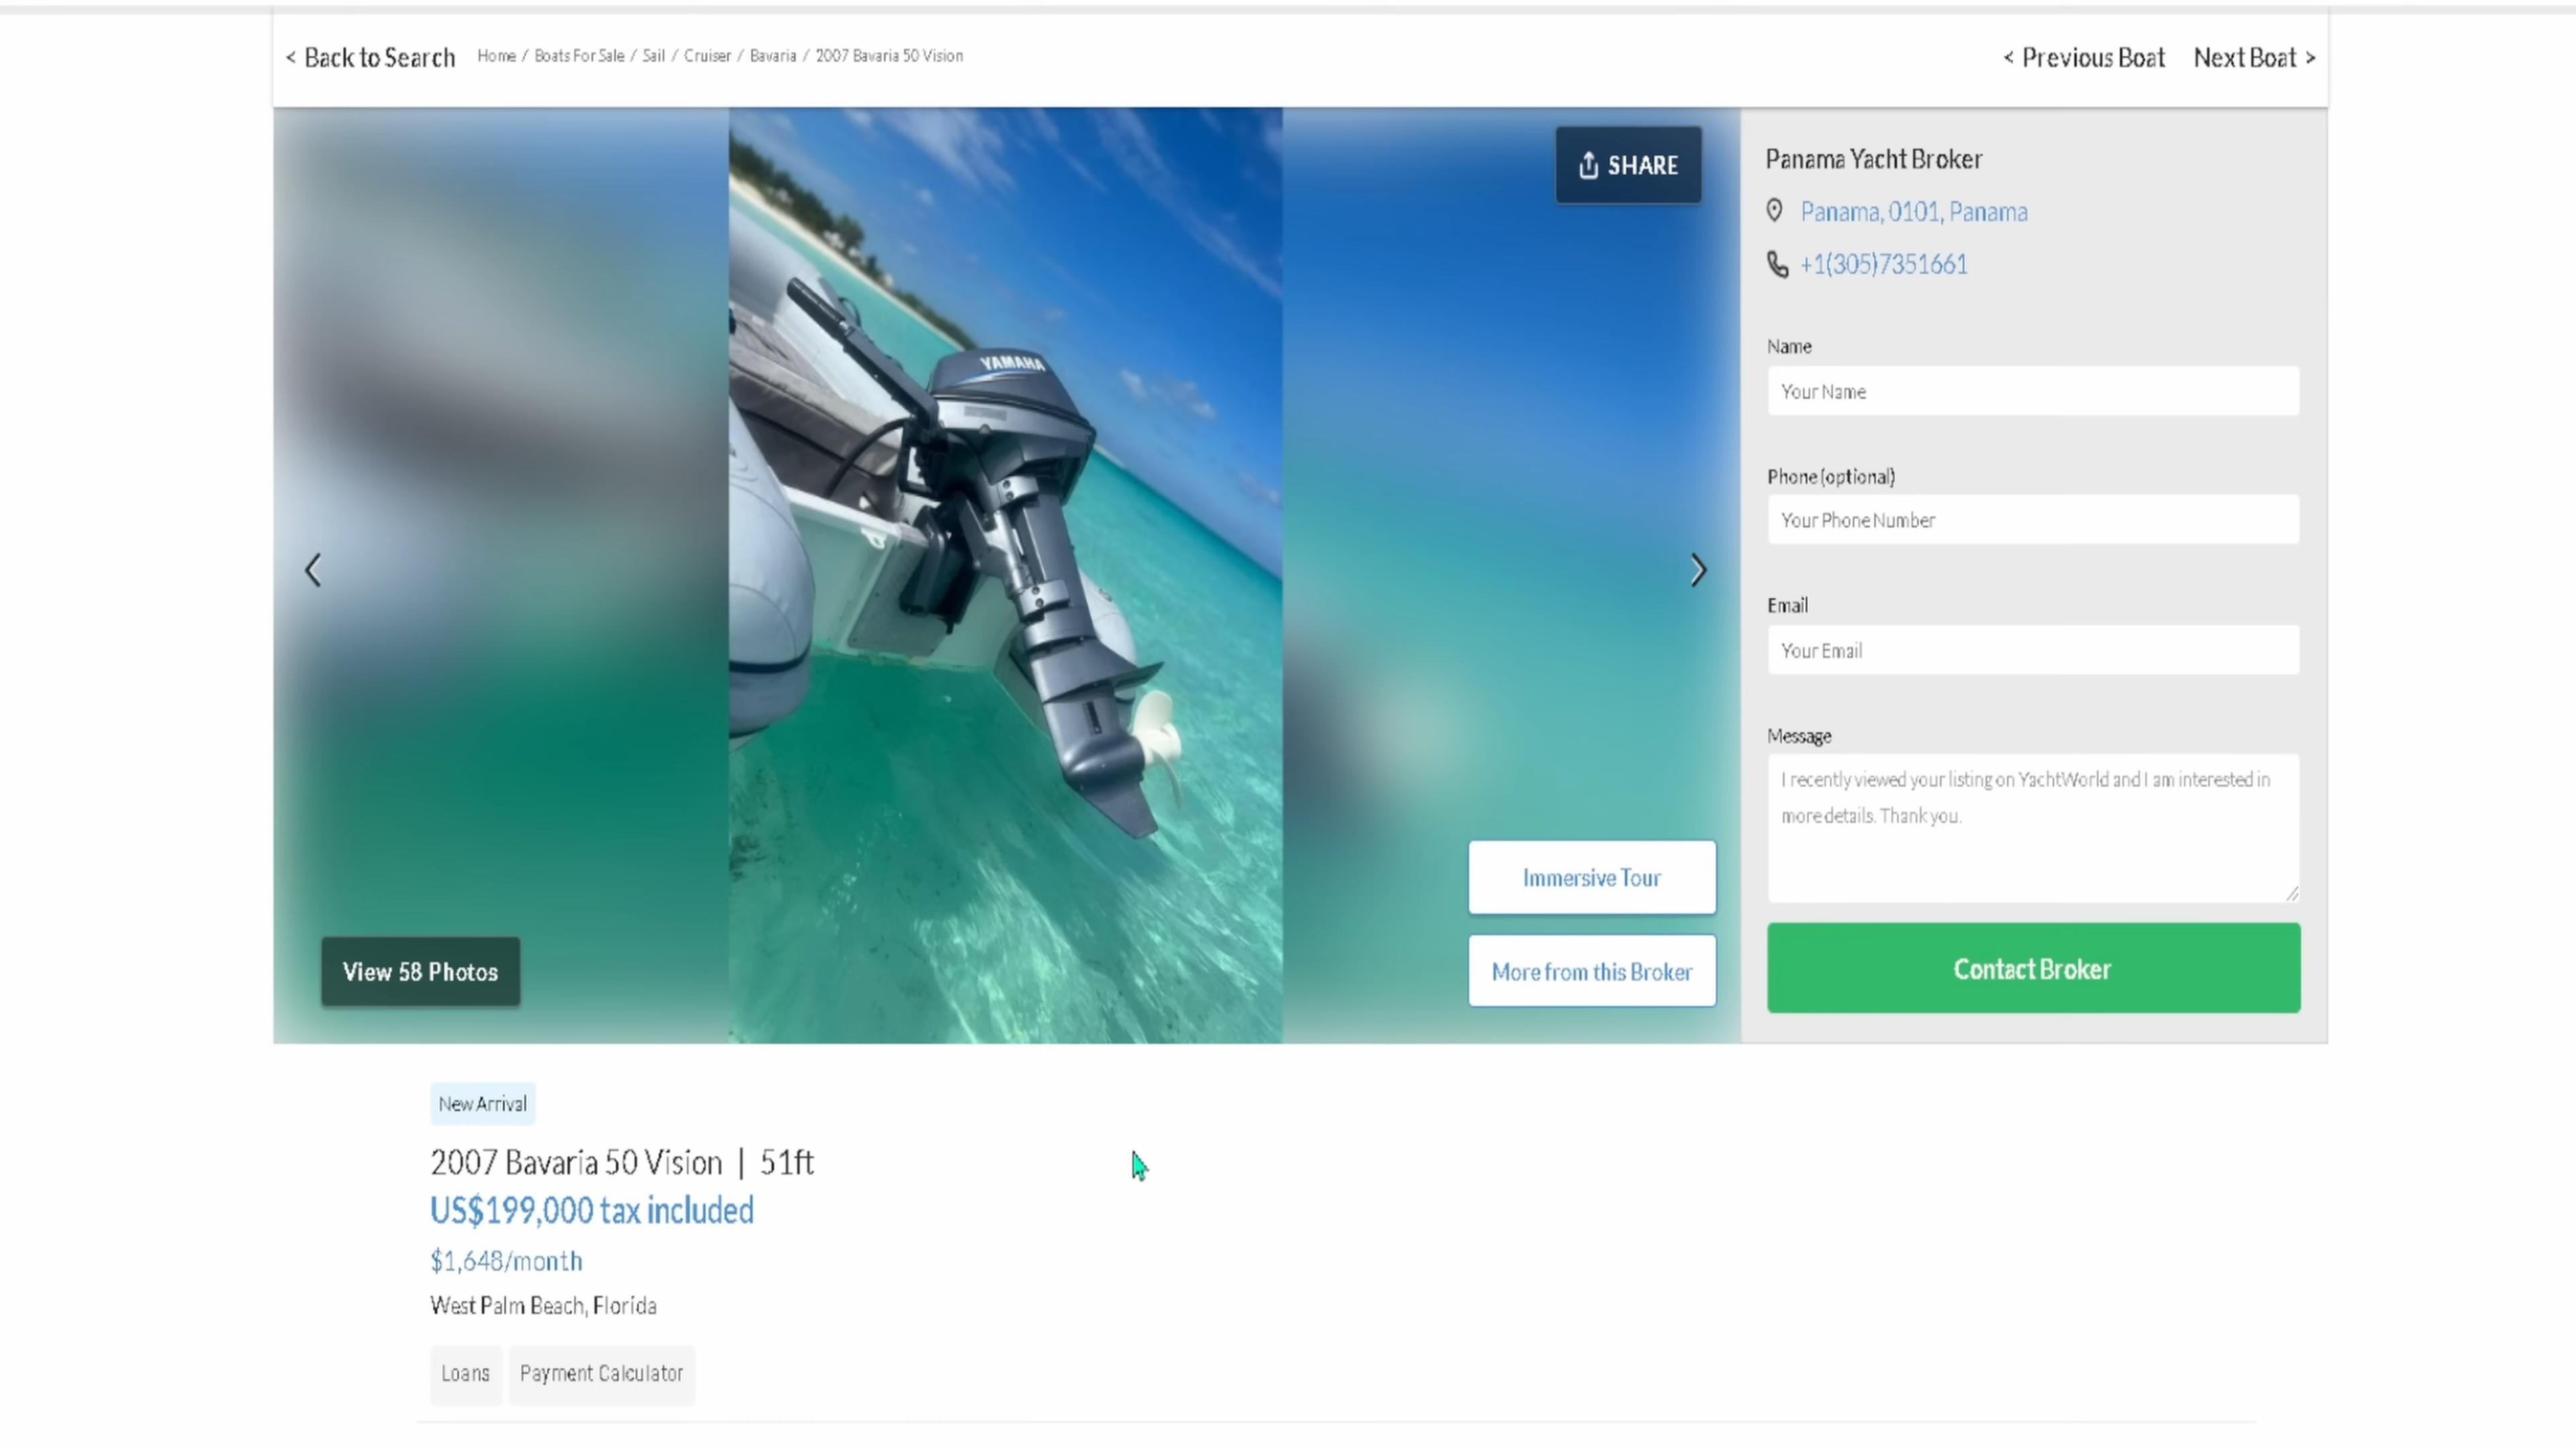 < Back to Search
Home / Boats For Sale / Sail / Cruiser / Bavaria / 2007 Bavaria 50 Vision
< Previous Boat
Next Boat >
SHARE
YAMAHA
View 58 Photos
Immersive Tour
More from this Broker
Panama Yacht Broker
Panama, 0101, Panama
+1(305)7351661
Name
Your Name
Phone (optional)
Your Phone Number
Email
Your Email
Message
I recently viewed your listing on YachtWorld and I am interested in
more details. Thank you.
Contact Broker
New Arrival
2007 Bavaria 50 Vision | 51ft
US$199,000 tax included
$1,648/month
West Palm Beach, Florida
Loans
Payment Calculator